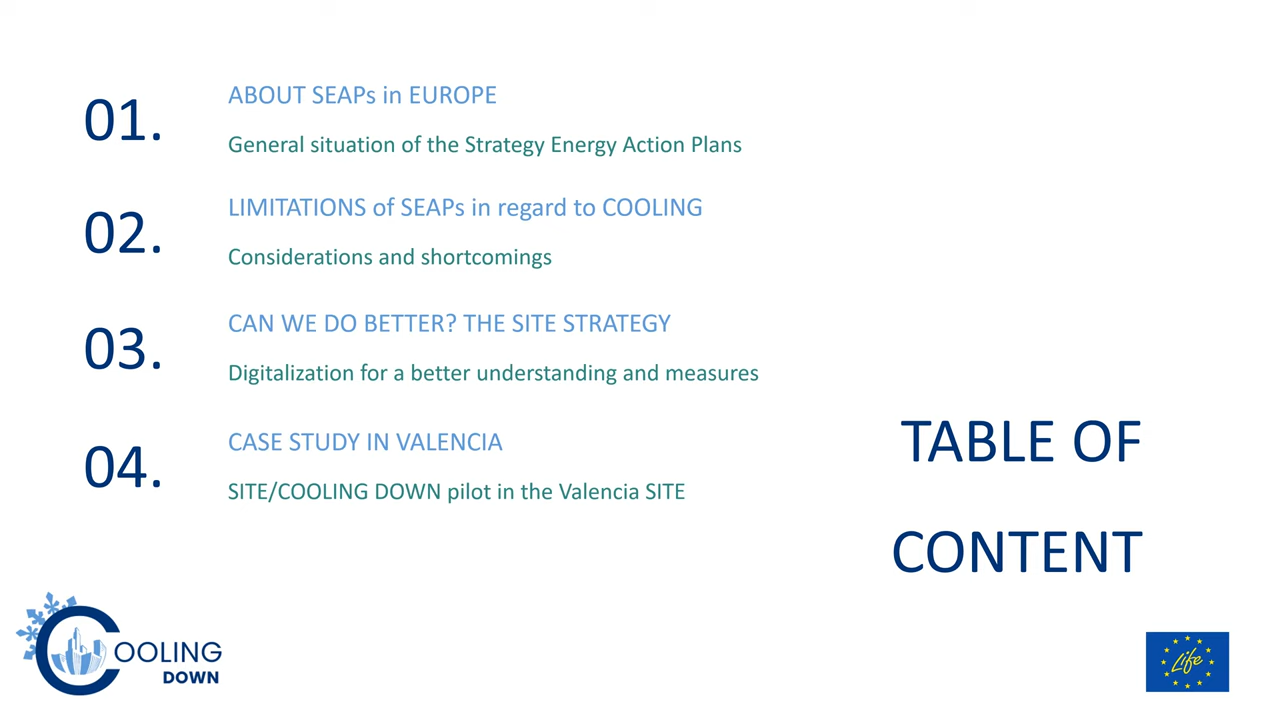 01.
ABOUT SEAPs in EUROPE
General situation of the Strategy Energy Action Plans
02.
LIMITATIONS of SEAPs in regard to COOLING
Considerations and shortcomings
03.
CAN WE DO BETTER? THE SITE STRATEGY
Digitalization for a better understanding and measures
04.
CASE STUDY IN VALENCIA
SITE/COOLING DOWN pilot in the Valencia SITE
TABLE OF
CONTENT
COOLING
DOWN
Life